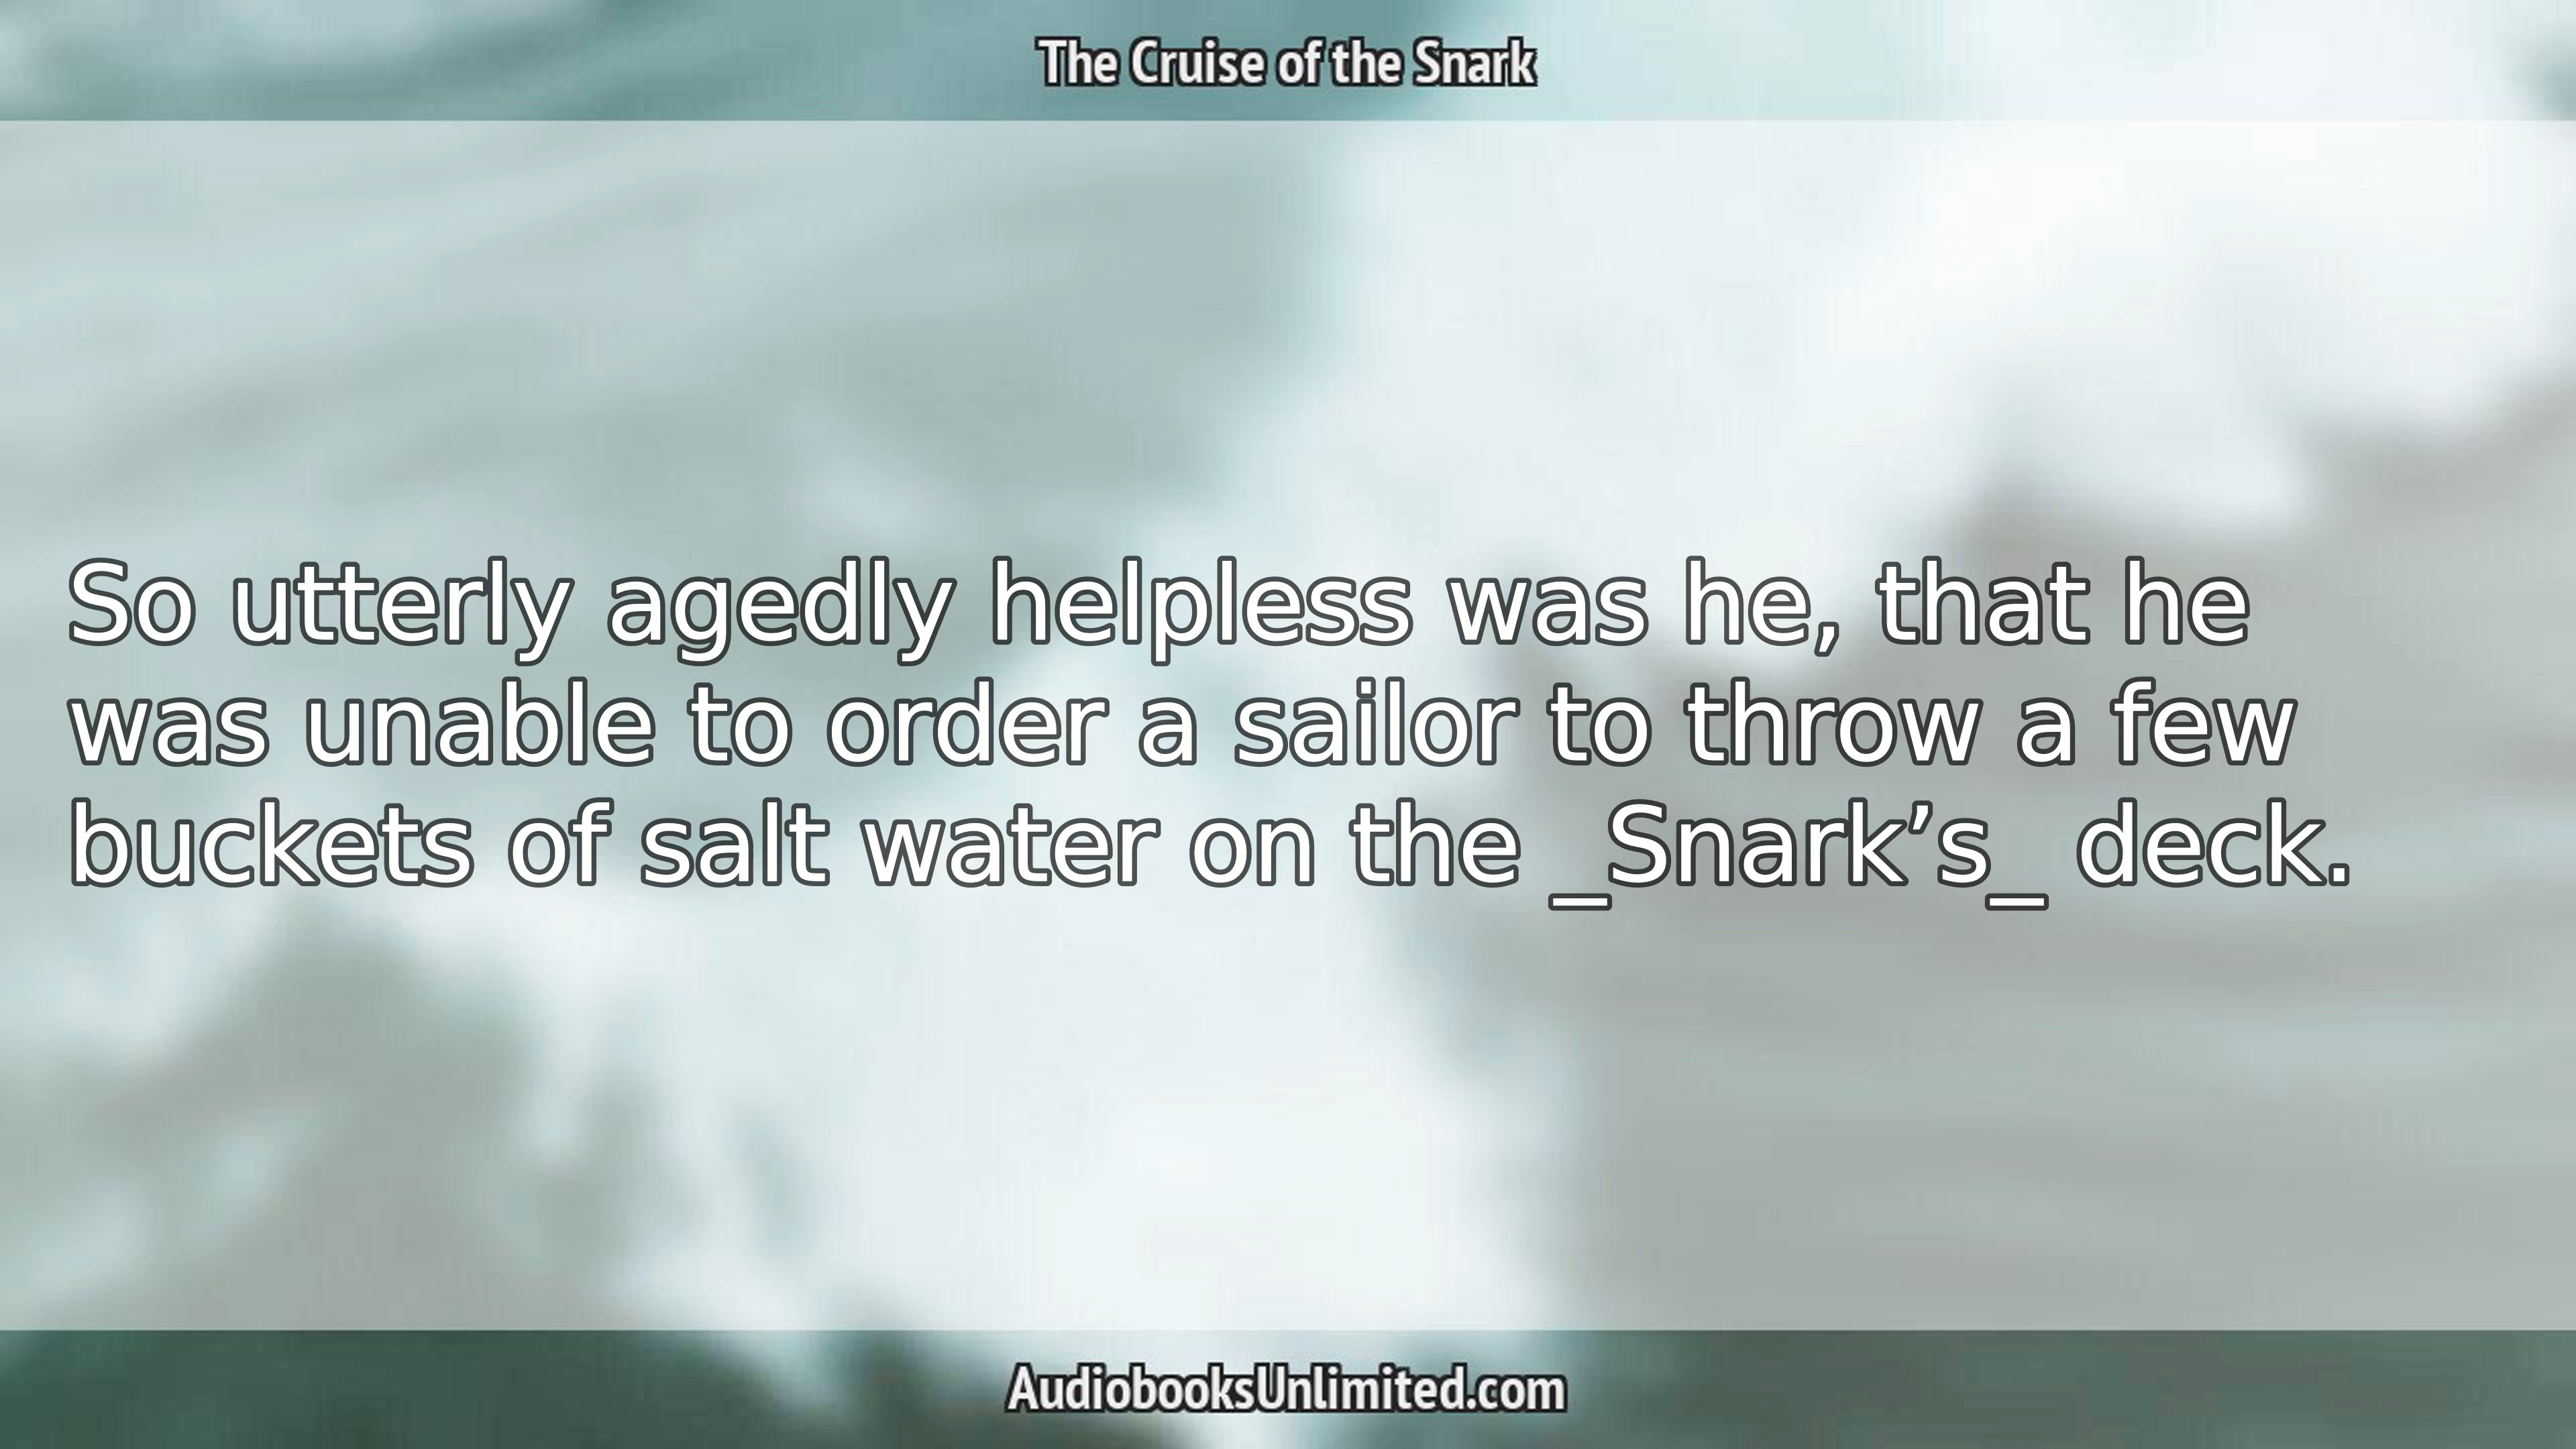 The Cruise of the Snark
So utterly agedly helpless was he, that he
was unable to order a sailor to throw a few
buckets of salt water on the _Snark’s_ deck.
AudiobooksUnlimited.com